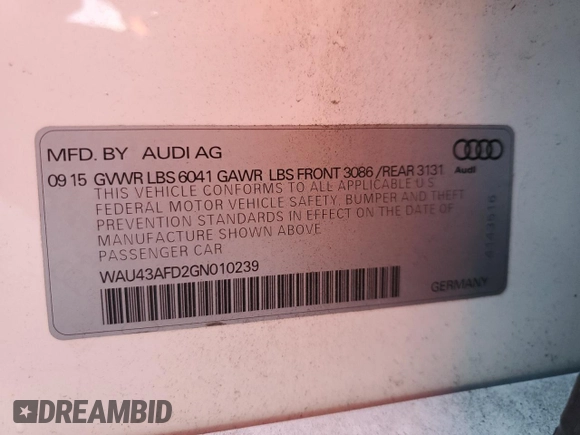 MFD. BY AUDI AG
09 15 GVWR LBS 6041 GAWR LBS FRONT 3086 /REAR 3131
THIS VEHICLE CONFORMS TO ALL APPLICABLE U.S.
FEDERAL MOTOR VEHICLE SAFETY, BUMPER AND THEFT
PREVENTION STANDARDS IN EFFECT ON THE DATE OF
MANUFACTURE SHOWN ABOVE
PASSENGER CAR
WAU43AFD2GN010239
Audi
GERMANY
DREAMBID